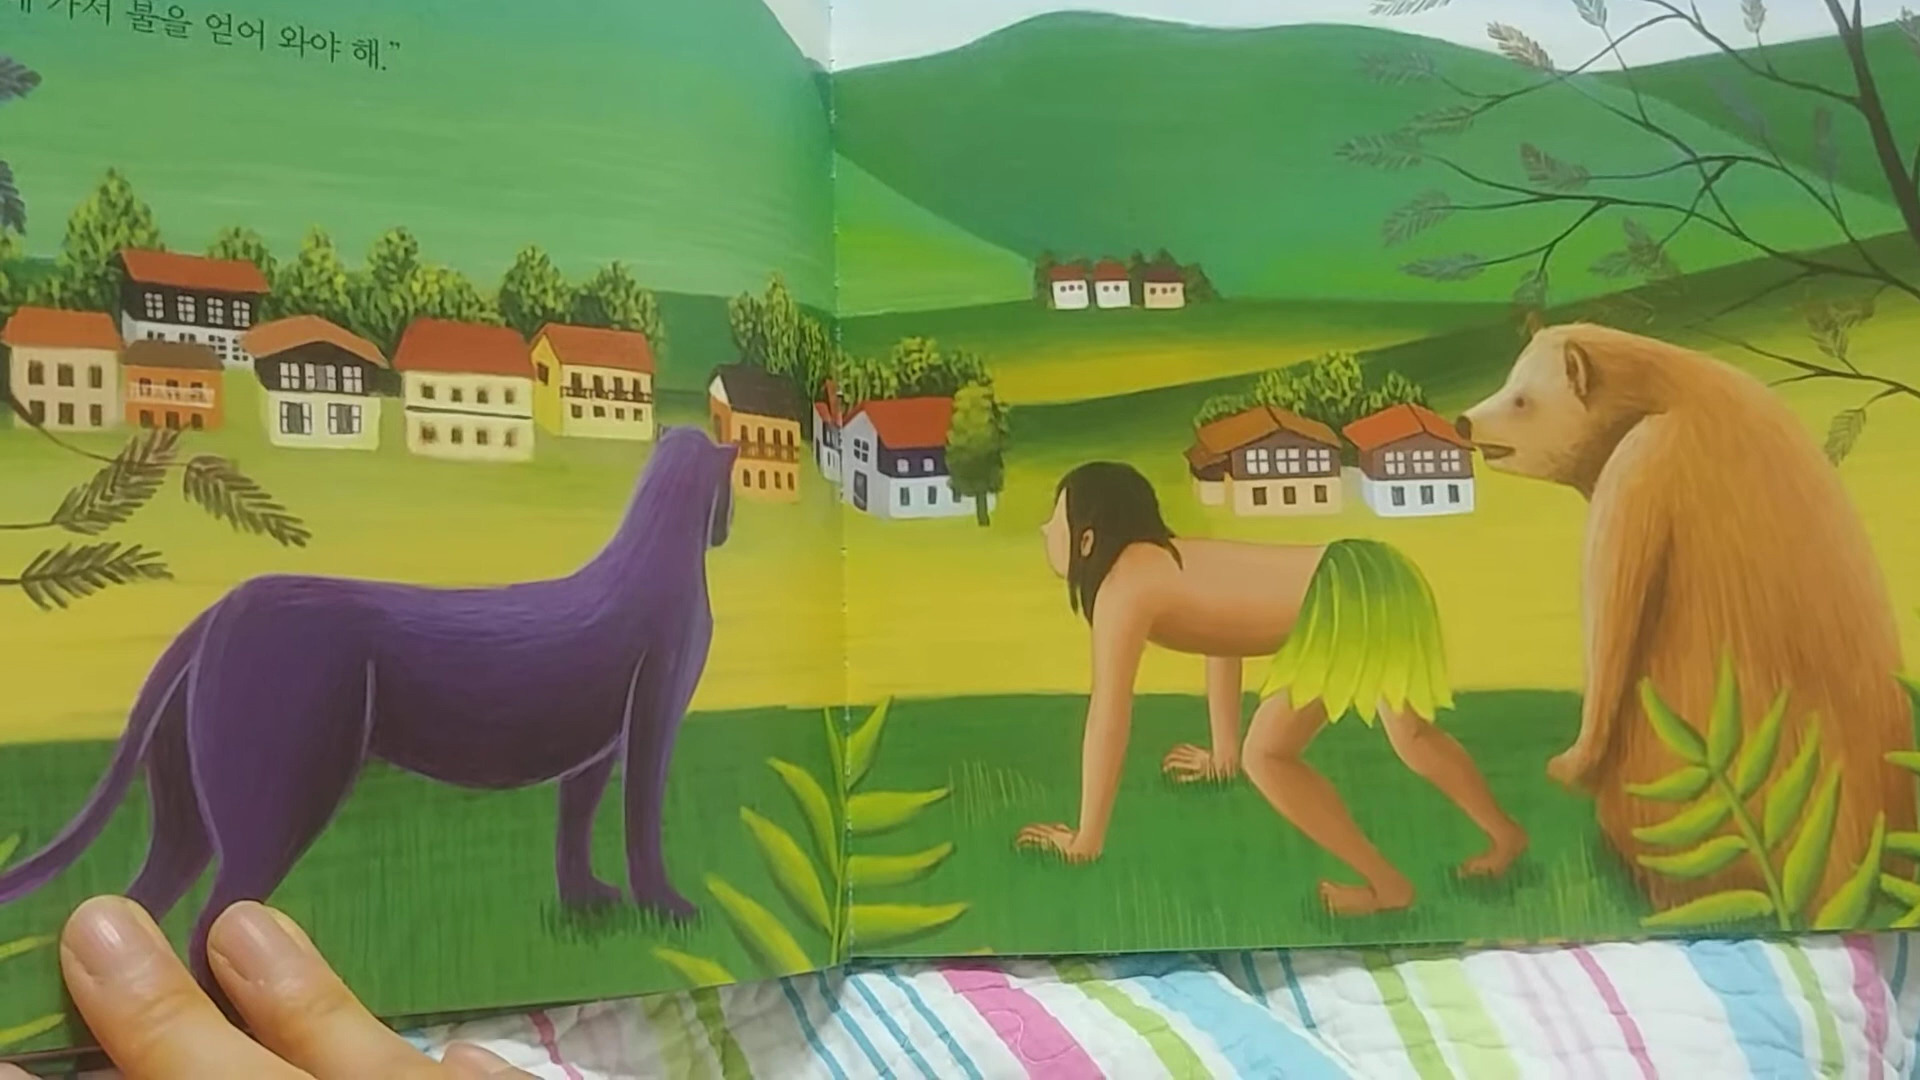 가서 불을 얻어 와야 해.”